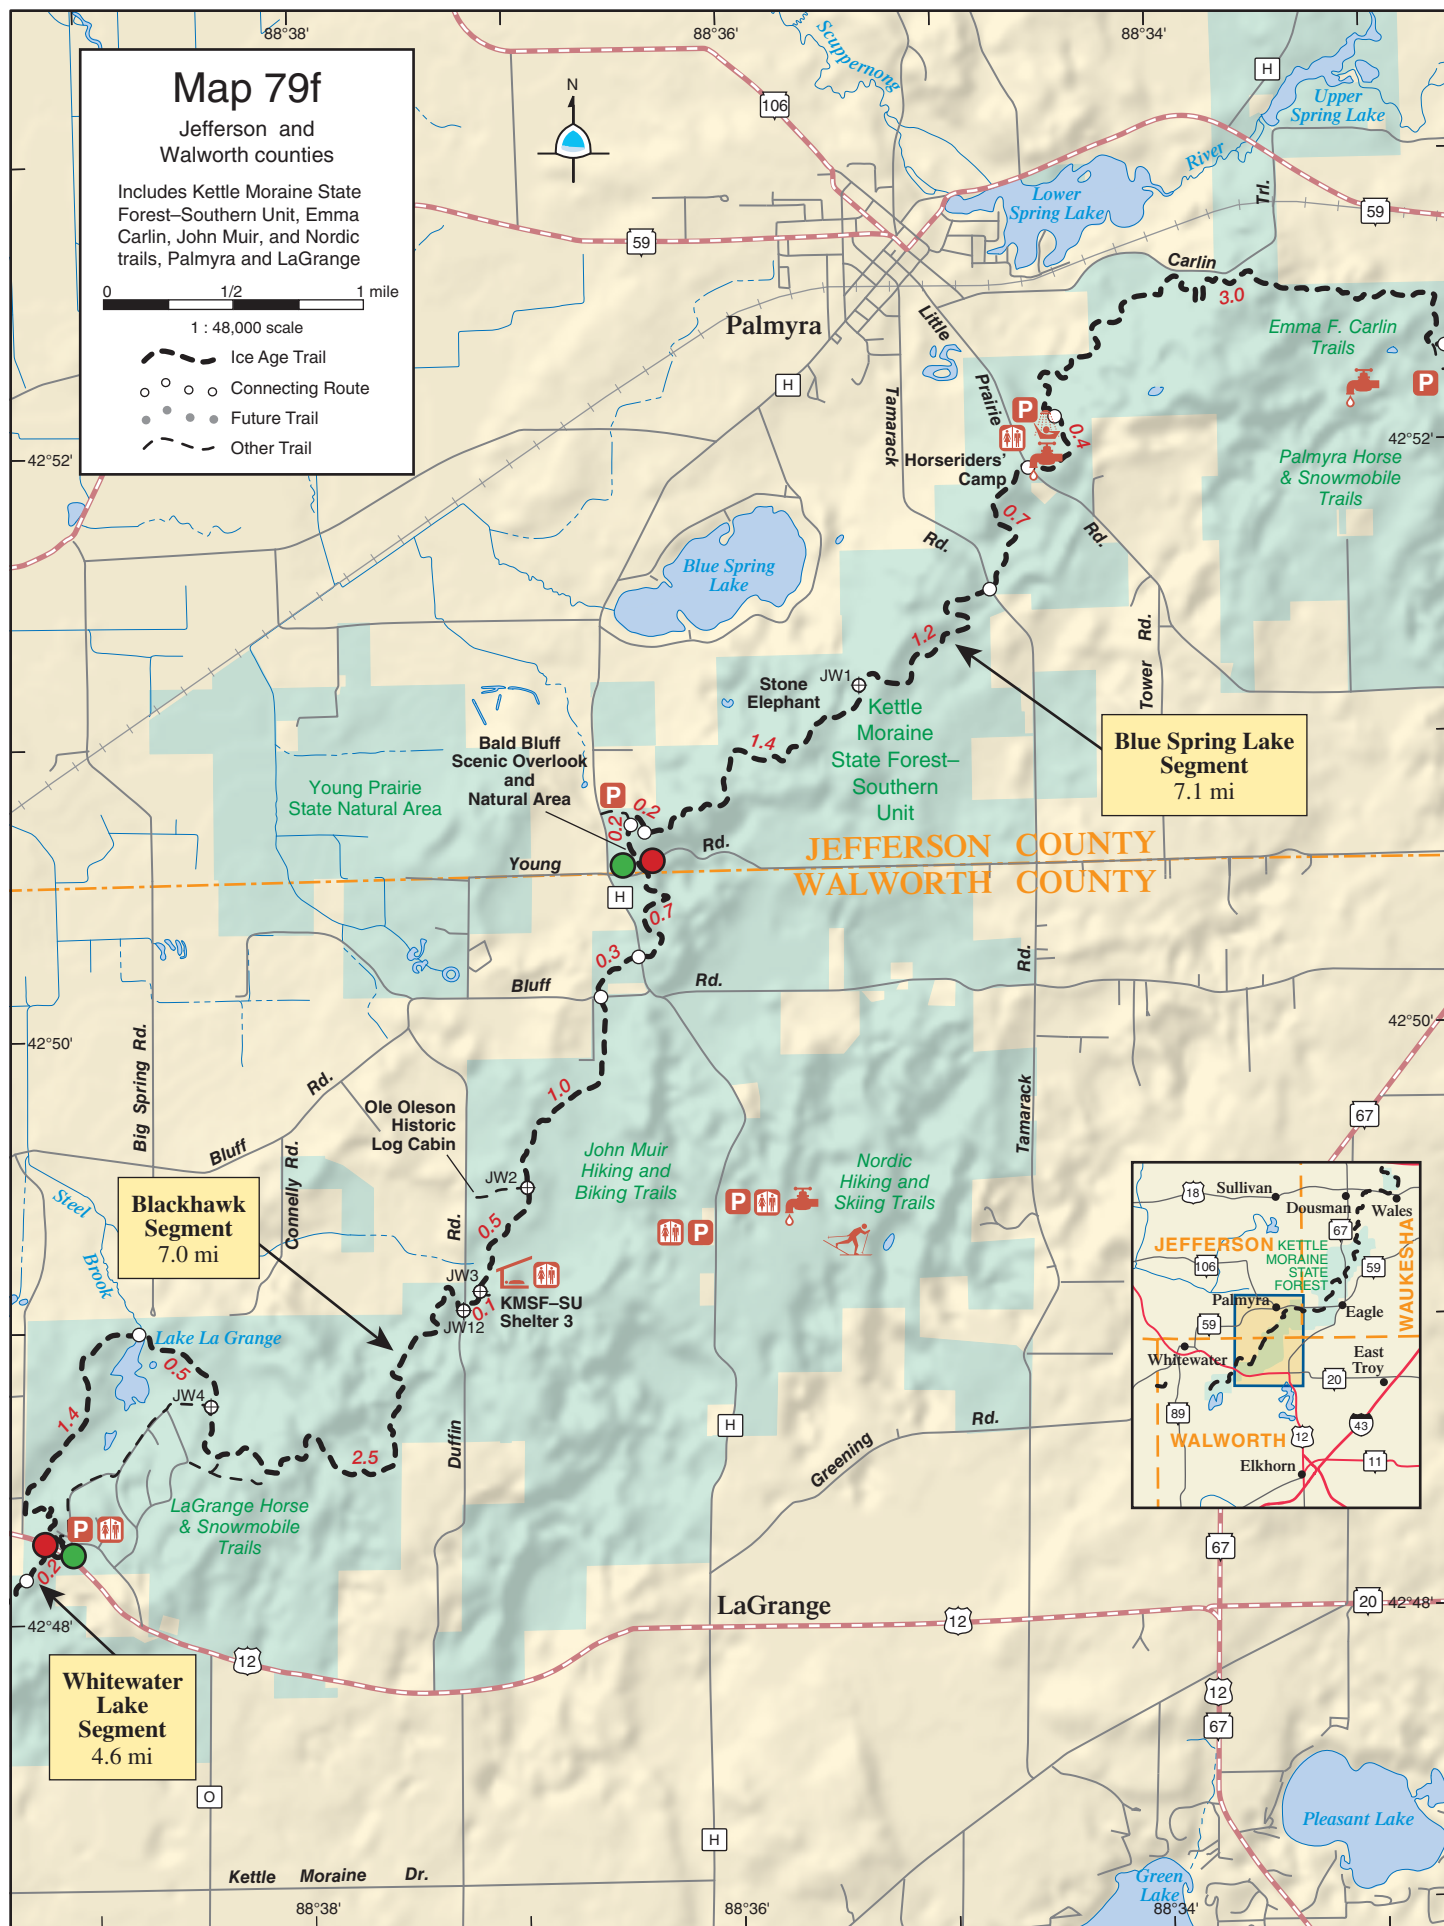 88°38'
88°36'
88°34'
Map 79f
Jefferson and
Walworth counties
Includes Kettle Moraine State
Forest–Southern Unit, Emma
Carlin, John Muir, and Nordic
trails, Palmyra and LaGrange
0 1/2 1 mile
1 : 48,000 scale
Ice Age Trail
Connecting Route
Future Trail
Other Trail
N
Scuppernong
River
H
106
Upper
Spring Lake
Lower
Spring Lake
Trl.
59
59
Carlin
3.0
Palmyra
Little
Prairie
Rd.
Emma F. Carlin
Trails
P
H
Tamarack
Rd.
P
0.4
42°52'
42°52'
Horseriders'
Camp
Palmyra Horse
& Snowmobile
Trails
0.7
Blue Spring
Lake
1.2
Tower Rd.
JW1
Stone
Elephant
Kettle
Moraine
State Forest–
Southern
Unit
1.4
Blue Spring Lake
Segment
7.1 mi
Bald Bluff
Scenic Overlook
and
Natural Area
Young Prairie
State Natural Area
P
0.2
0.2
Young
Rd.
JEFFERSON COUNTY
WALWORTH COUNTY
H
0.7
0.3
Bluff
Rd.
Rd.
42°50'
42°50'
Big Spring Rd.
Rd.
Bluff
1.0
Tamarack
67
Ole Oleson
Historic
Log Cabin
Connelly Rd.
JW2
John Muir
Hiking and
Biking Trails
Nordic
Hiking and
Skiing Trails
P
P
Steel
Brook
Blackhawk
Segment
7.0 mi
Rd.
0.5
JW3
0.1
JW12
KMSF–SU
Shelter 3
Lake La Grange
0.5
JW4
1.4
2.5
Duffin
H
Greening
Rd.
LaGrange Horse
& Snowmobile
Trails
P
0.2
18
Sullivan
Dousman
Wales
67
JEFFERSON
KETTLE
MORAINE
STATE
FOREST
106
59
WAUKESHA
Palmyra
Eagle
59
Whitewater
East
Troy
20
89
WALWORTH
12
43
Elkhorn
11
67
LaGrange
12
20
42°48'
42°48'
12
12
67
Whitewater
Lake
Segment
4.6 mi
O
H
Pleasant Lake
Green
Lake
Kettle Moraine Dr.
88°38'
88°36'
88°34'